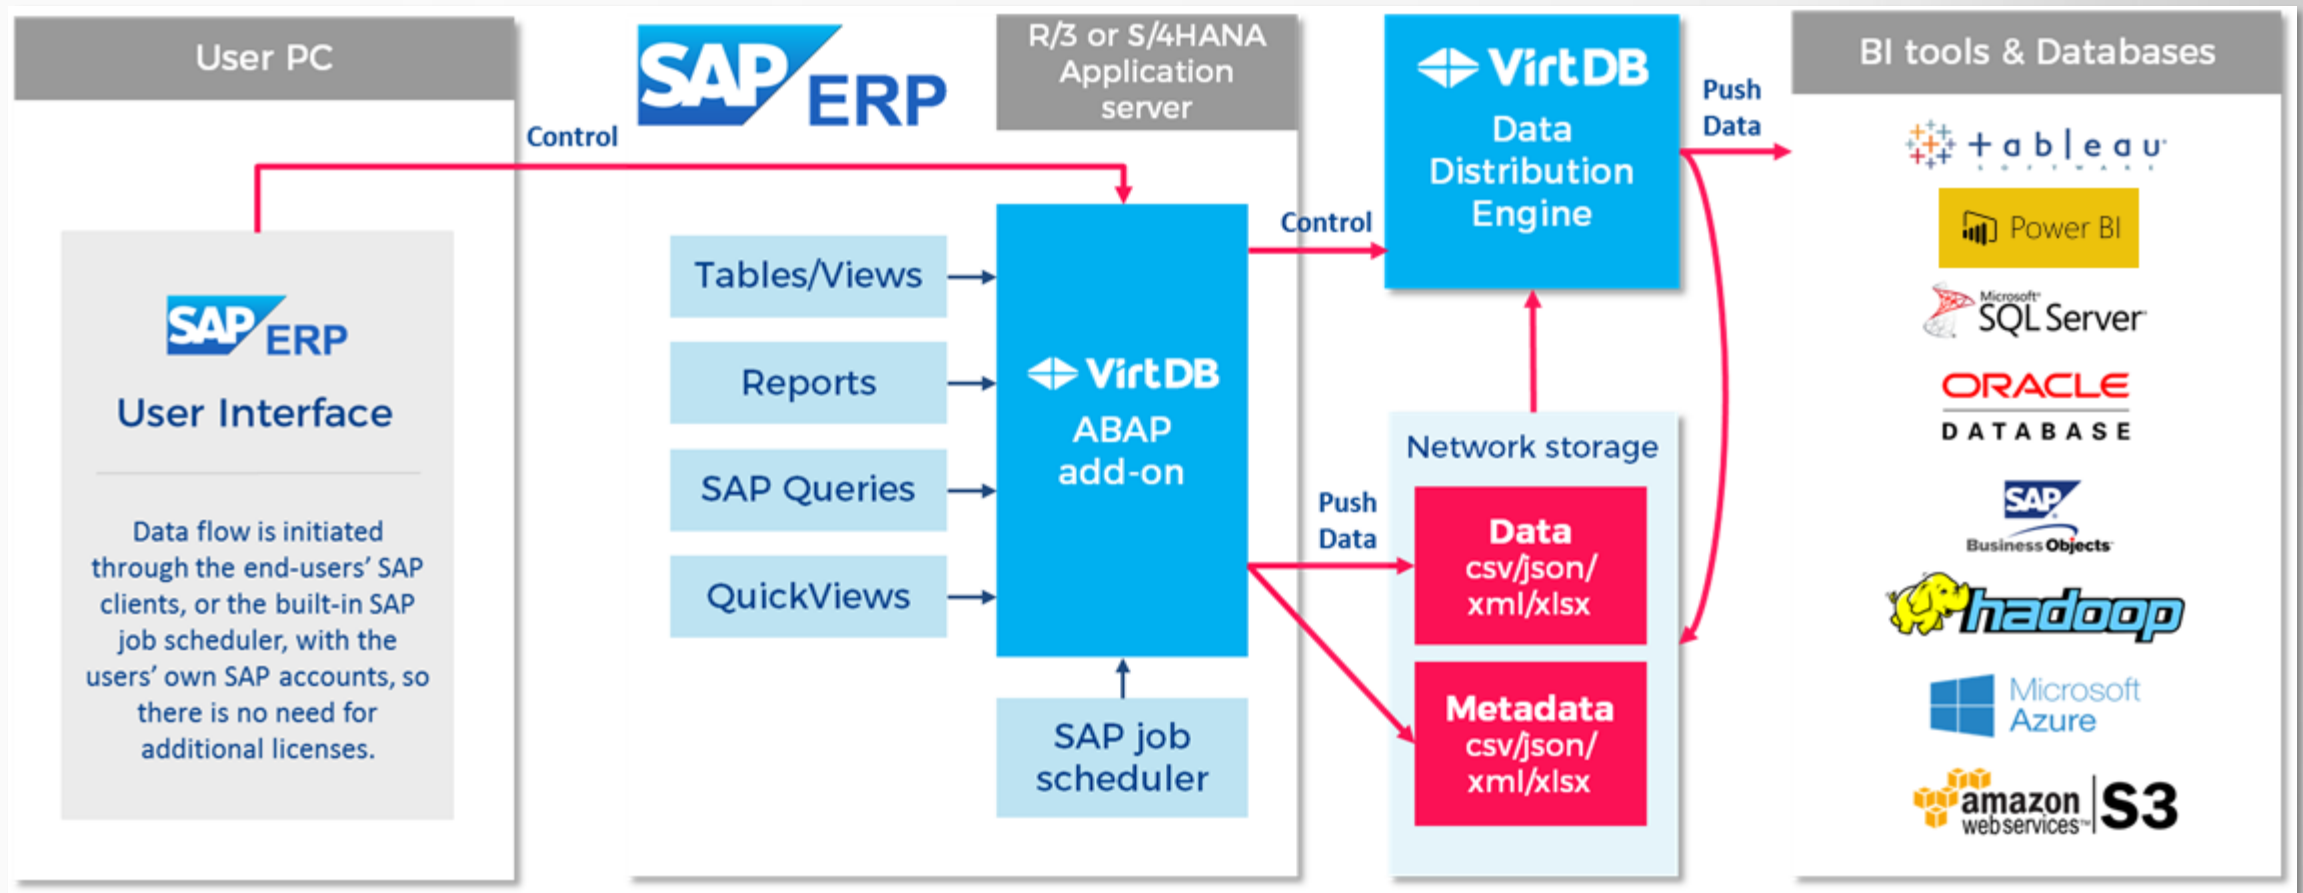 User PC
SAP ERP
R/3 or S/4HANA
Application
server
VirtDB
Data
Distribution
Engine
Push
Data
BI tools & Databases
Control
Control
SAP ERP
User Interface
Data flow is initiated
through the end-users’ SAP
clients, or the built-in SAP
job scheduler, with the
users’ own SAP accounts, so
there is no need for
additional licenses.
Tables/Views
Reports
SAP Queries
QuickViews
VirtDB
ABAP
add-on
SAP job
scheduler
Push
Data
Network storage
Data
csv/json/
xml/xlsx
Metadata
csv/json/
xml/xlsx
+ableau
SOFTWARE
Power BI
Microsoft
SQL Server
ORACLE
DATABASE
SAP
Business Objects
hadoop
Microsoft
Azure
amazon
web services™
S3